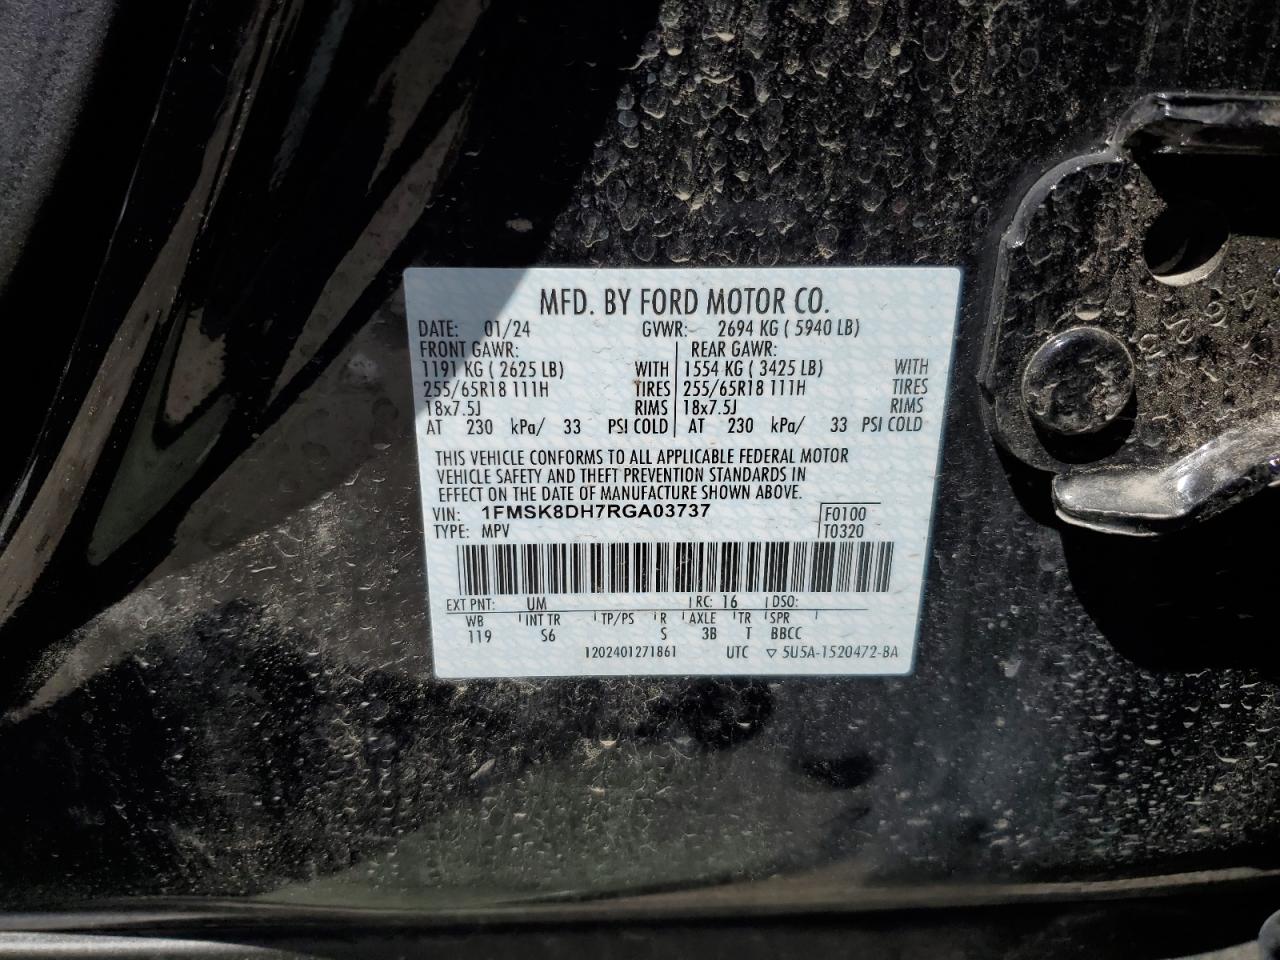 MFD. BY FORD MOTOR CO.
DATE: 01/24 GVWR: 2694 KG ( 5940 LB)
FRONT GAWR: REAR GAWR:
1191 KG ( 2625 LB) WITH 1554 KG ( 3425 LB) WITH
255/65R18 111H TIRES 255/65R18 111H TIRES
18x7.5J RIMS 18x7.5J RIMS
AT 230 kPa/ 33 PSI COLD AT 230 kPa/ 33 PSI COLD
THIS VEHICLE CONFORMS TO ALL APPLICABLE FEDERAL MOTOR
VEHICLE SAFETY AND THEFT PREVENTION STANDARDS IN
EFFECT ON THE DATE OF MANUFACTURE SHOWN ABOVE.
VIN: 1FMSK8DH7RGA03737 F0100
TYPE: MPV T0320
EXT PNT: UM RC: 16 DSO:
WB INT TR TP/PS R AXLE TR SPR
119 S6 S 3B T BBCC
1202401271861 UTC ▽ 5U5A-1520472-BA